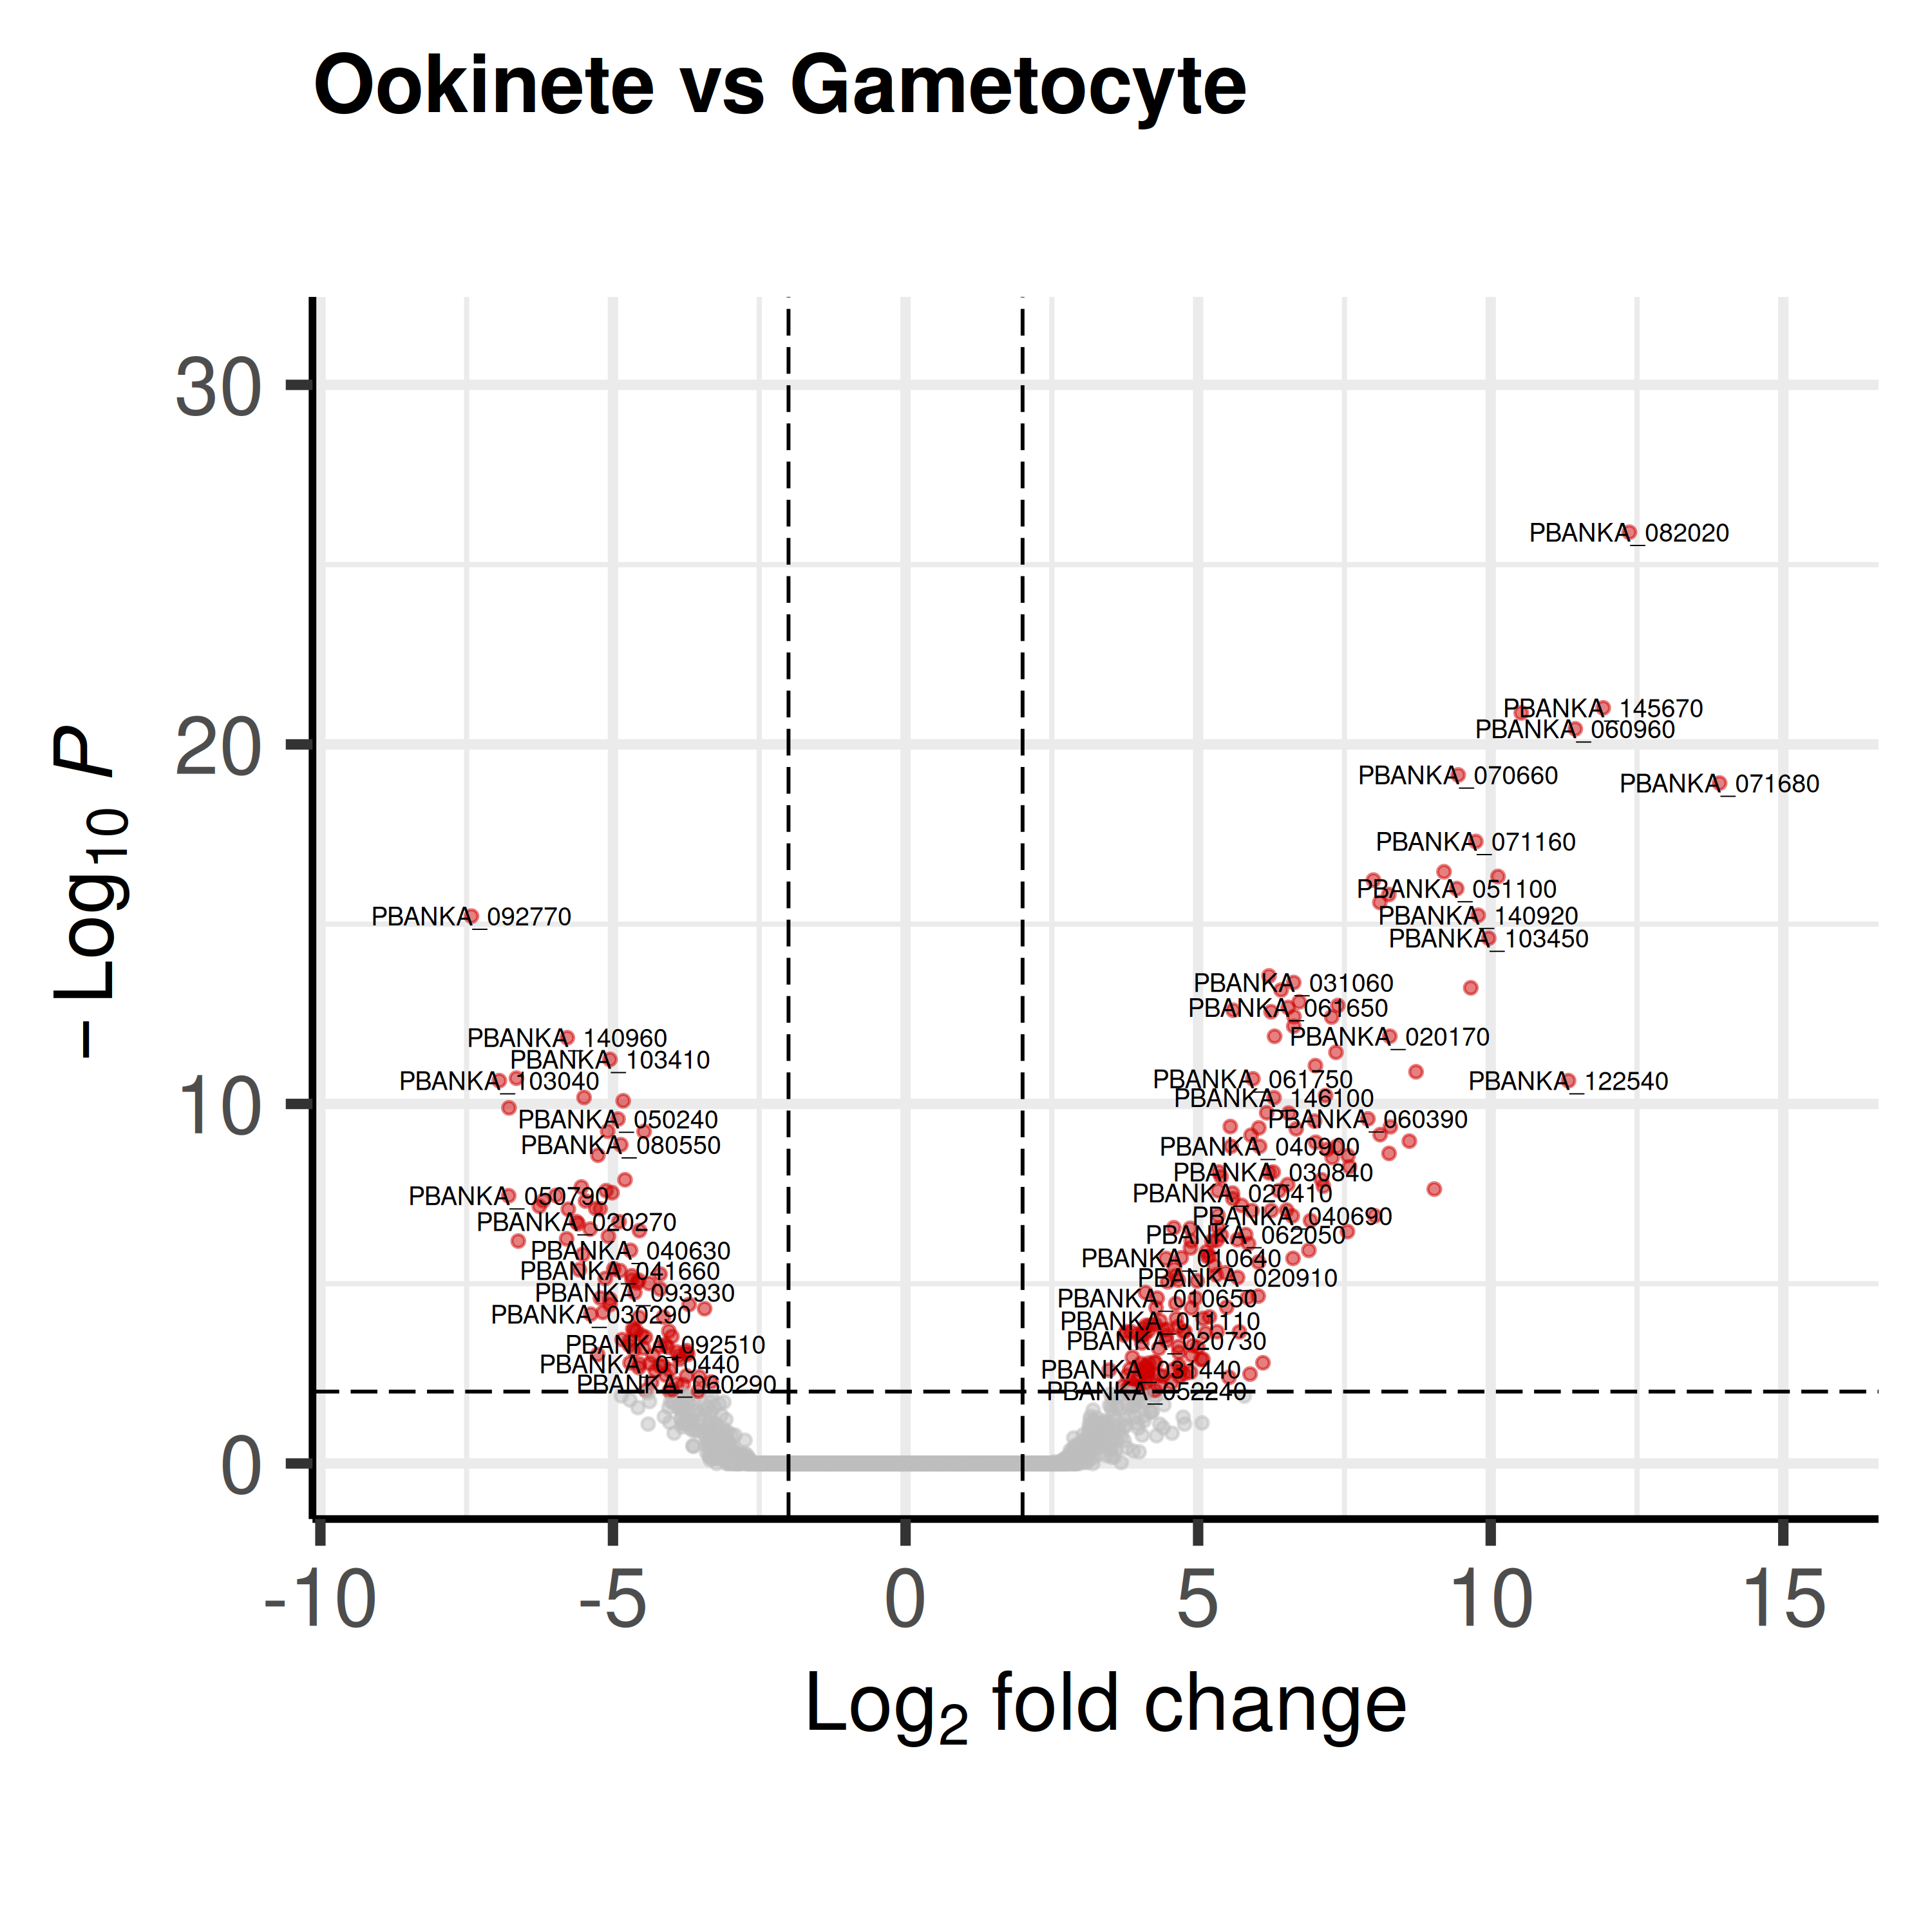 Ookinete vs Gametocyte
30
20
10
0
− Log10 P
PBANKA_082020
PBANKA_145670
PBANKA_060960
PBANKA_070660
PBANKA_071680
PBANKA_071160
PBANKA_051100
PBANKA_092770
PBANKA_140920
PBANKA_103450
PBANKA_031060
PBANKA_061650
PBANKA_140960
PBANKA_020170
PBANKA_103410
PBANKA_103040
PBANKA_061750
PBANKA_122540
PBANKA_146100
PBANKA_050240
PBANKA_060390
PBANKA_080550
PBANKA_040900
PBANKA_030840
PBANKA_050790
PBANKA_020410
PBANKA_040690
PBANKA_020270
PBANKA_062050
PBANKA_040630
PBANKA_010640
PBANKA_041660
PBANKA_020910
PBANKA_093930
PBANKA_010650
PBANKA_030290
PBANKA_011110
PBANKA_092510
PBANKA_020730
PBANKA_010440
PBANKA_031440
PBANKA_060290
PBANKA_052240
-10 -5 0 5 10 15
Log2 fold change